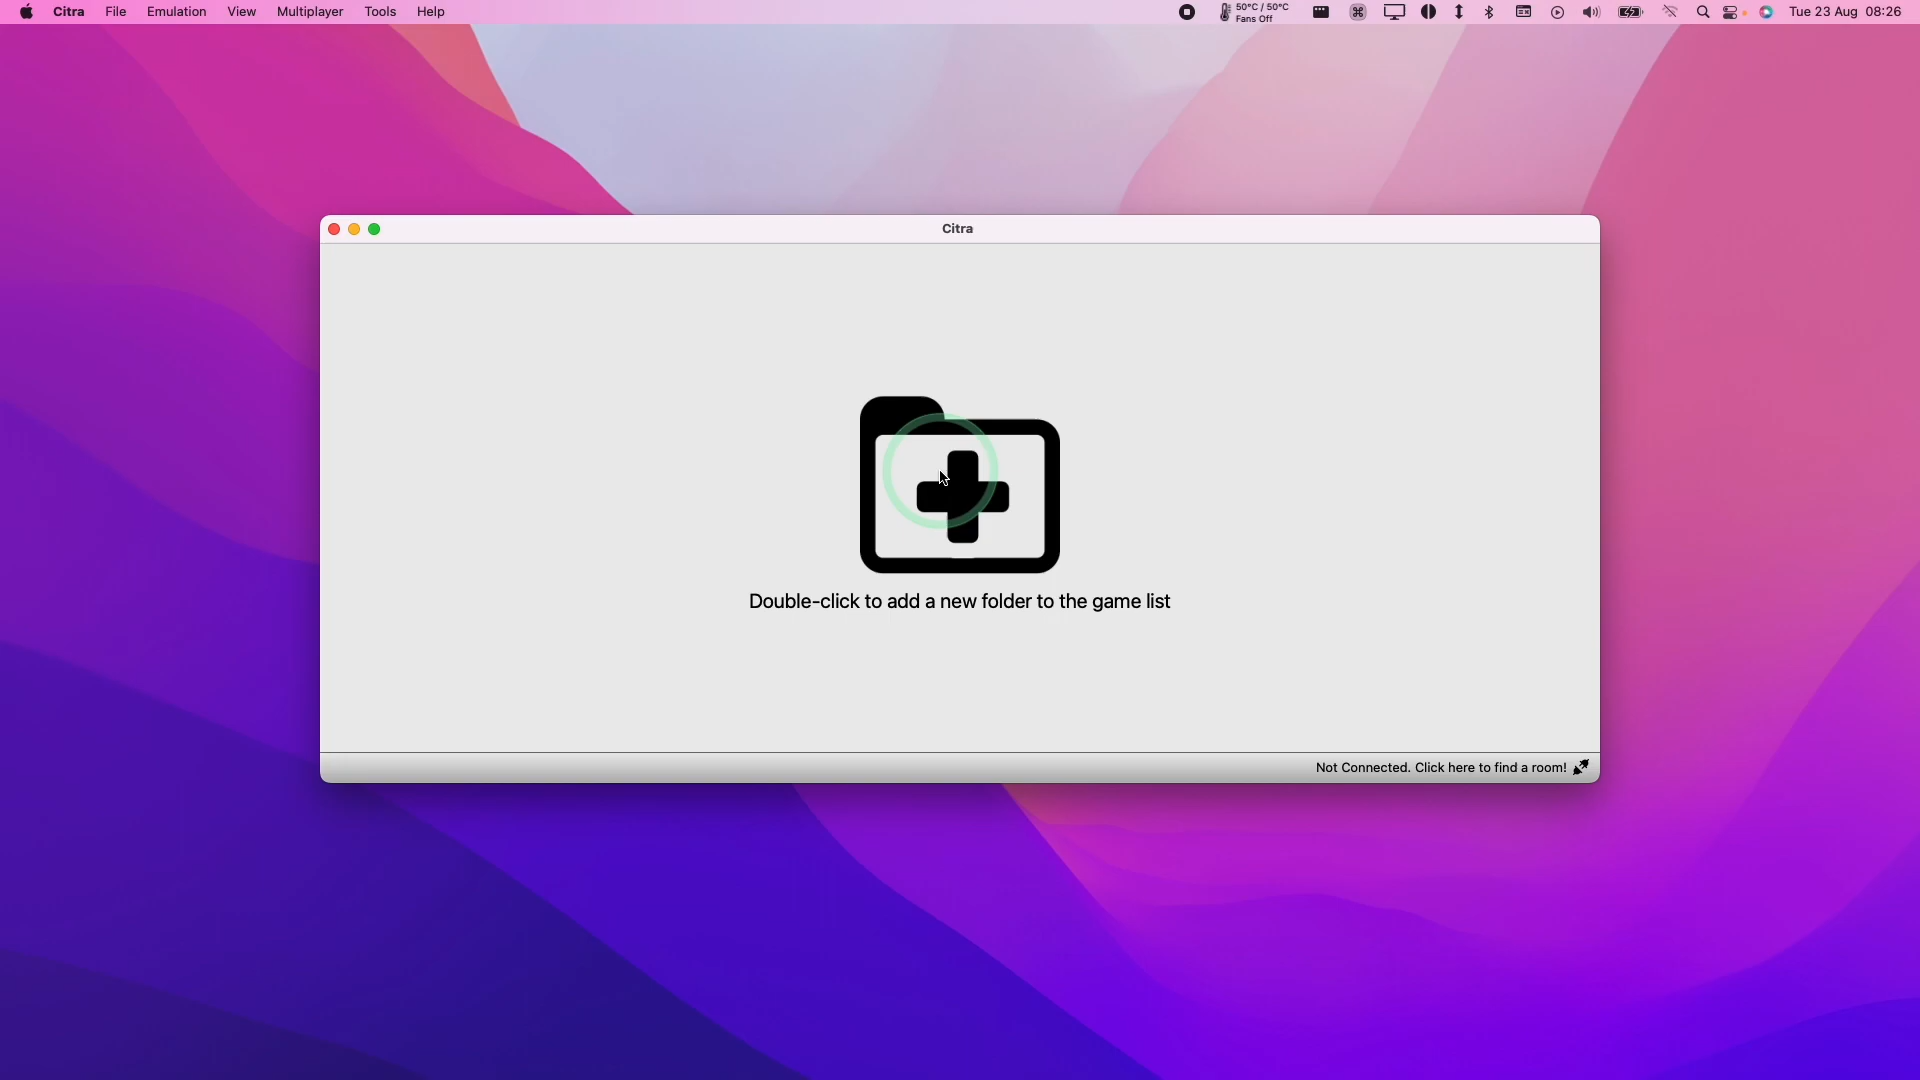 Citra File Emulation View Multiplayer Tools Help 50°C / 50°C Tue 23 Aug 08:26
Fans Off
Citra
Double-click to add a new folder to the game list
Not Connected. Click here to find a room!